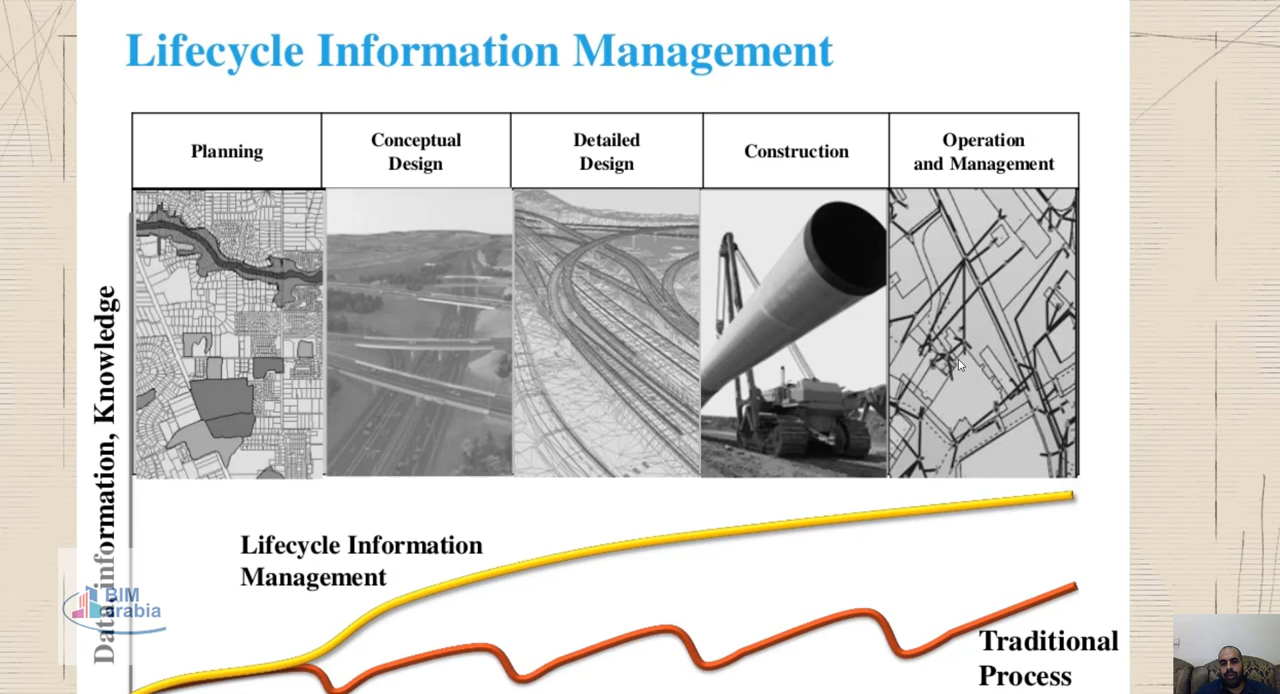 Lifecycle Information Management
Planning
Conceptual
Design
Detailed
Design
Construction
Operation
and Management
Data, information, Knowledge
Lifecycle Information
Management
Traditional
Process
BIM
arabia